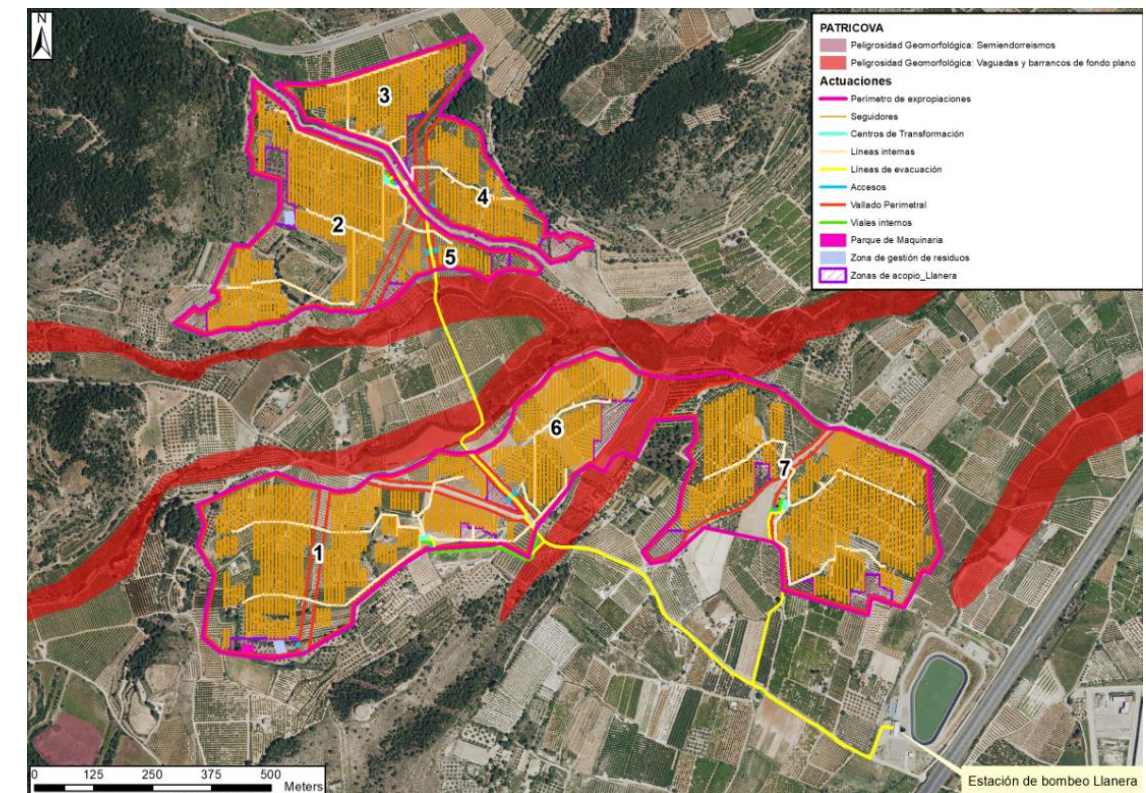 N
PATRICOVA
Peligrosidad Geomorfológica: Semiendorreismos
Peligrosidad Geomorfológica: Vaguadas y barrancos de fondo plano
Actuaciones
Perímetro de expropiaciones
Seguidores
Centros de Transformación
Líneas internas
Líneas de evacuación
Accesos
Vallado Perimetral
Viales internos
Parque de Maquinaria
Zona de gestión de residuos
Zonas de acopio_Llanera
3
4
2
5
6
7
1
0 125 250 375 500
Meters
Estación de bombeo Llanera